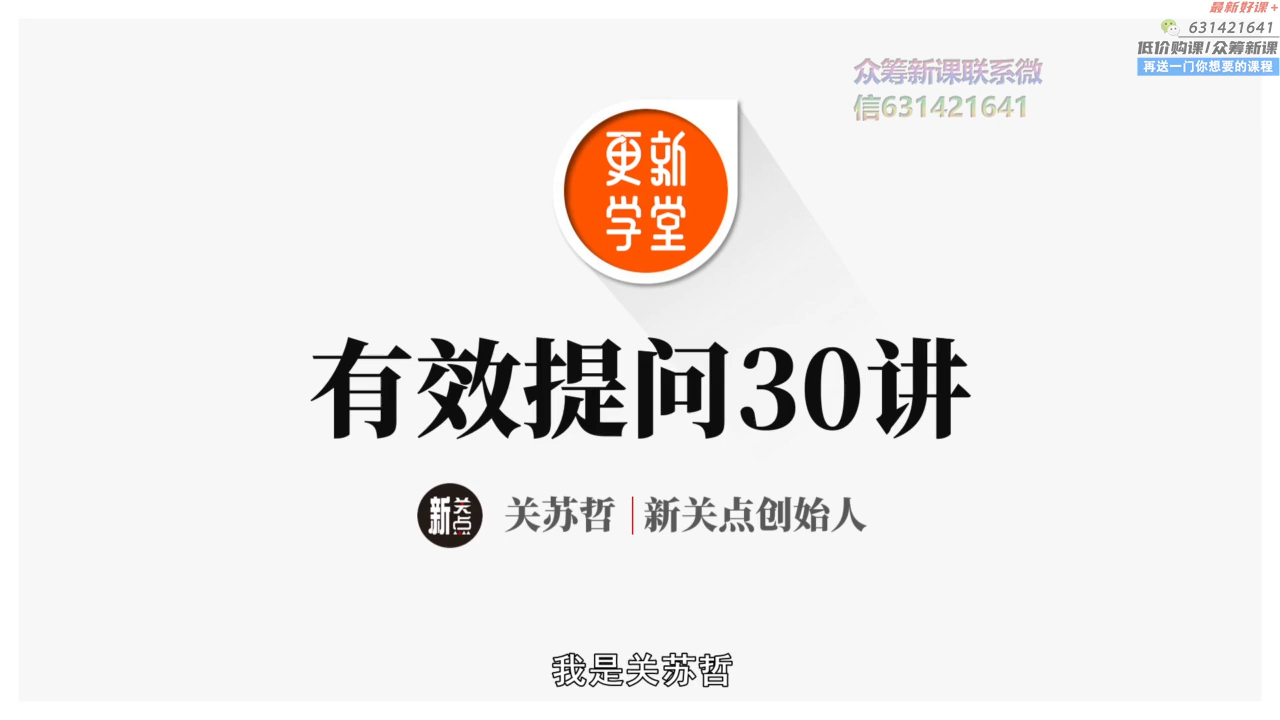 最新好课+
631421641
低价购课/众筹新课
再送一门你想要的课程
众筹新课联系微
信631421641
更新
学堂
有效提问30讲
新关点
关苏哲|新关点创始人
我是关苏哲